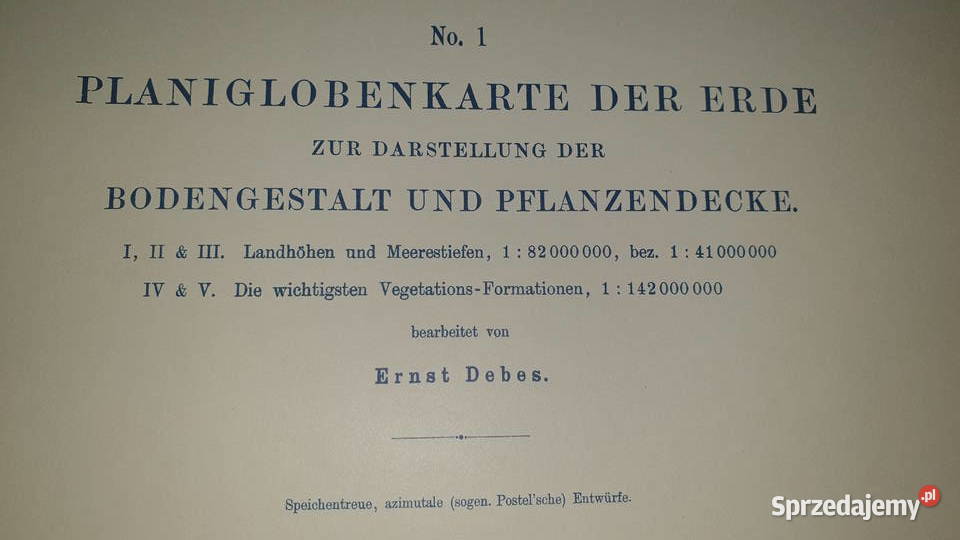 No. 1
PLANIGLOBENKARTE DER ERDE
ZUR DARSTELLUNG DER
BODENGESTALT UND PFLANZENDECKE.
I, II & III. Landhöhen und Meerestiefen, 1 : 82 000 000, bez. 1 : 41 000 000
IV & V. Die wichtigsten Vegetations-Formationen, 1 : 142 000 000
bearbeitet von
Ernst Debes.
Speichentreue, azimutale (sogen. Postel'sche) Entwürfe.
Sprzedajemy.pl